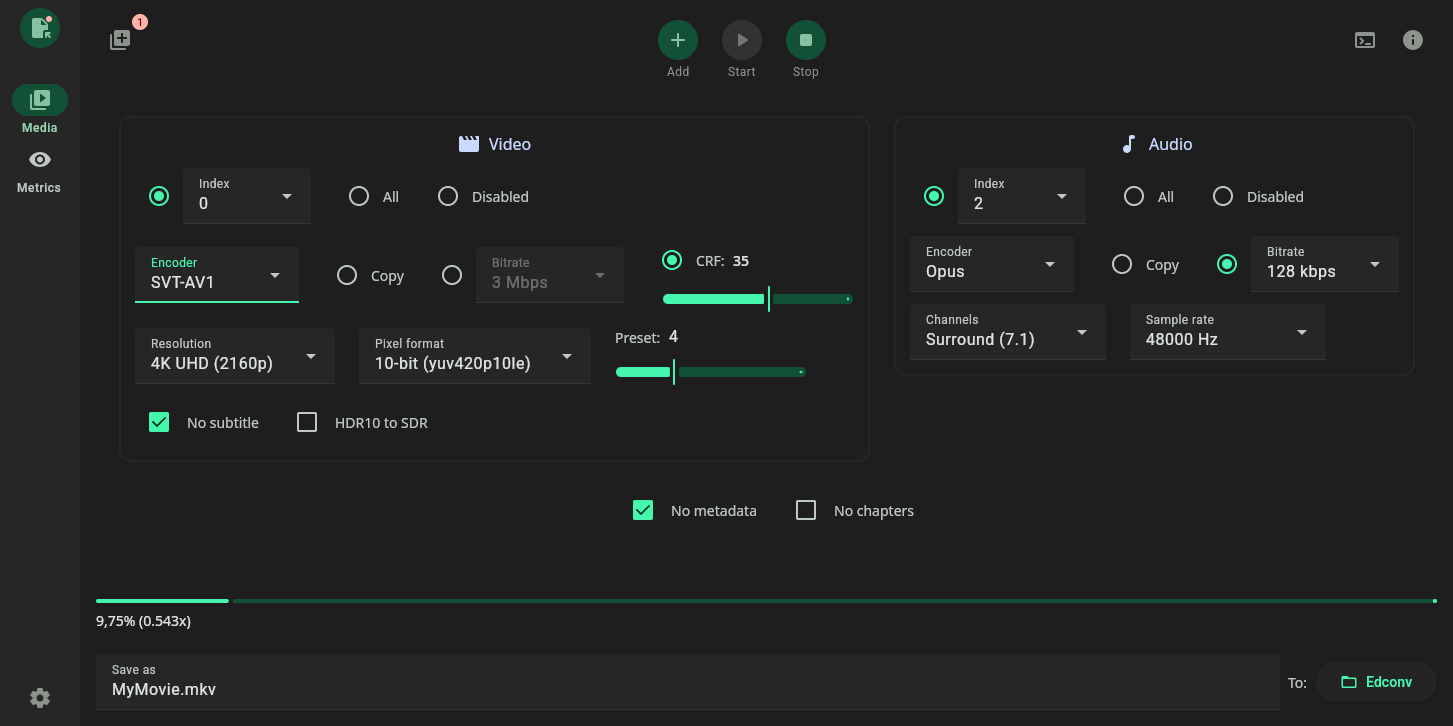 1
Add
Start
Stop
Media
Metrics
Video
Index
0
All
Disabled
Encoder
SVT-AV1
Copy
Bitrate
3 Mbps
CRF: 35
Resolution
4K UHD (2160p)
Pixel format
10-bit (yuv420p10le)
Preset: 4
No subtitle
HDR10 to SDR
Audio
Index
2
All
Disabled
Encoder
Opus
Copy
Bitrate
128 kbps
Channels
Surround (7.1)
Sample rate
48000 Hz
No metadata
No chapters
9,75% (0.543x)
Save as
MyMovie.mkv
To:
Edconv